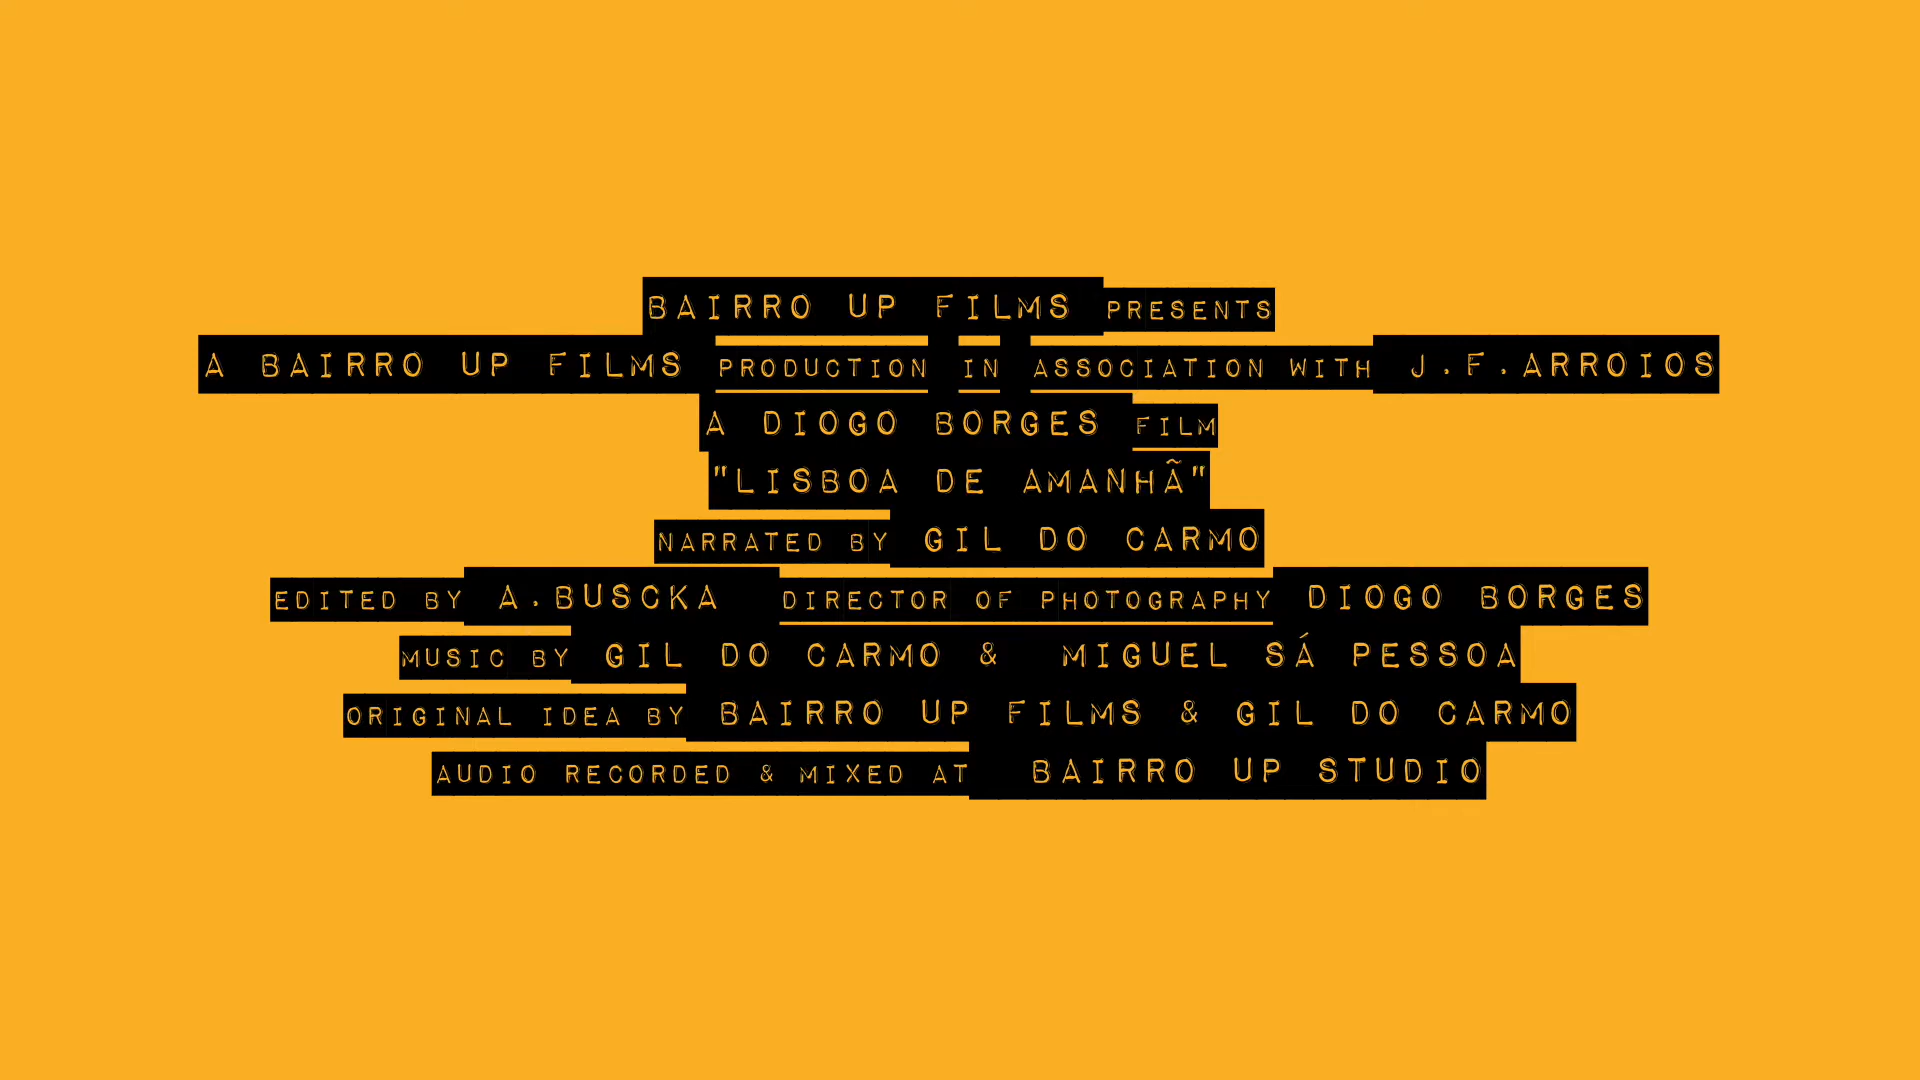 BAIRRO UP FILMS PRESENTS
A BAIRRO UP FILMS PRODUCTION IN ASSOCIATION WITH J.F.ARROIOS
A DIOGO BORGES FILM
"LISBOA DE AMANHÃ"
NARRATED BY GIL DO CARMO
EDITED BY A.BUSCKA DIRECTOR OF PHOTOGRAPHY DIOGO BORGES
MUSIC BY GIL DO CARMO & MIGUEL SÁ PESSOA
ORIGINAL IDEA BY BAIRRO UP FILMS & GIL DO CARMO
AUDIO RECORDED & MIXED AT BAIRRO UP STUDIO